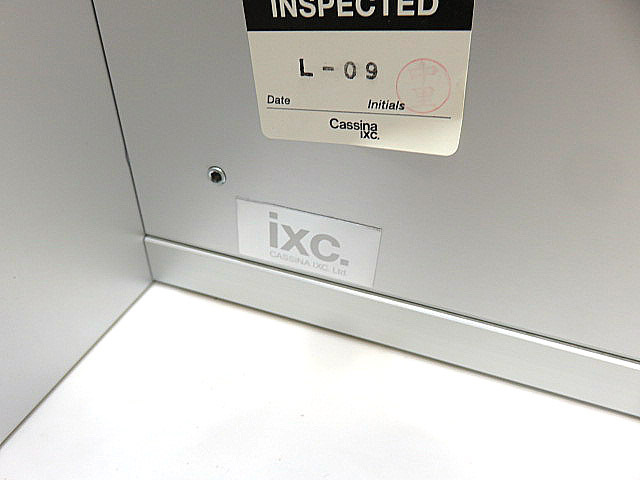 INSPECTED
L-09
Date Initials
Cassina
IXC.
ixc.
CASSINA IXC. Ltd.